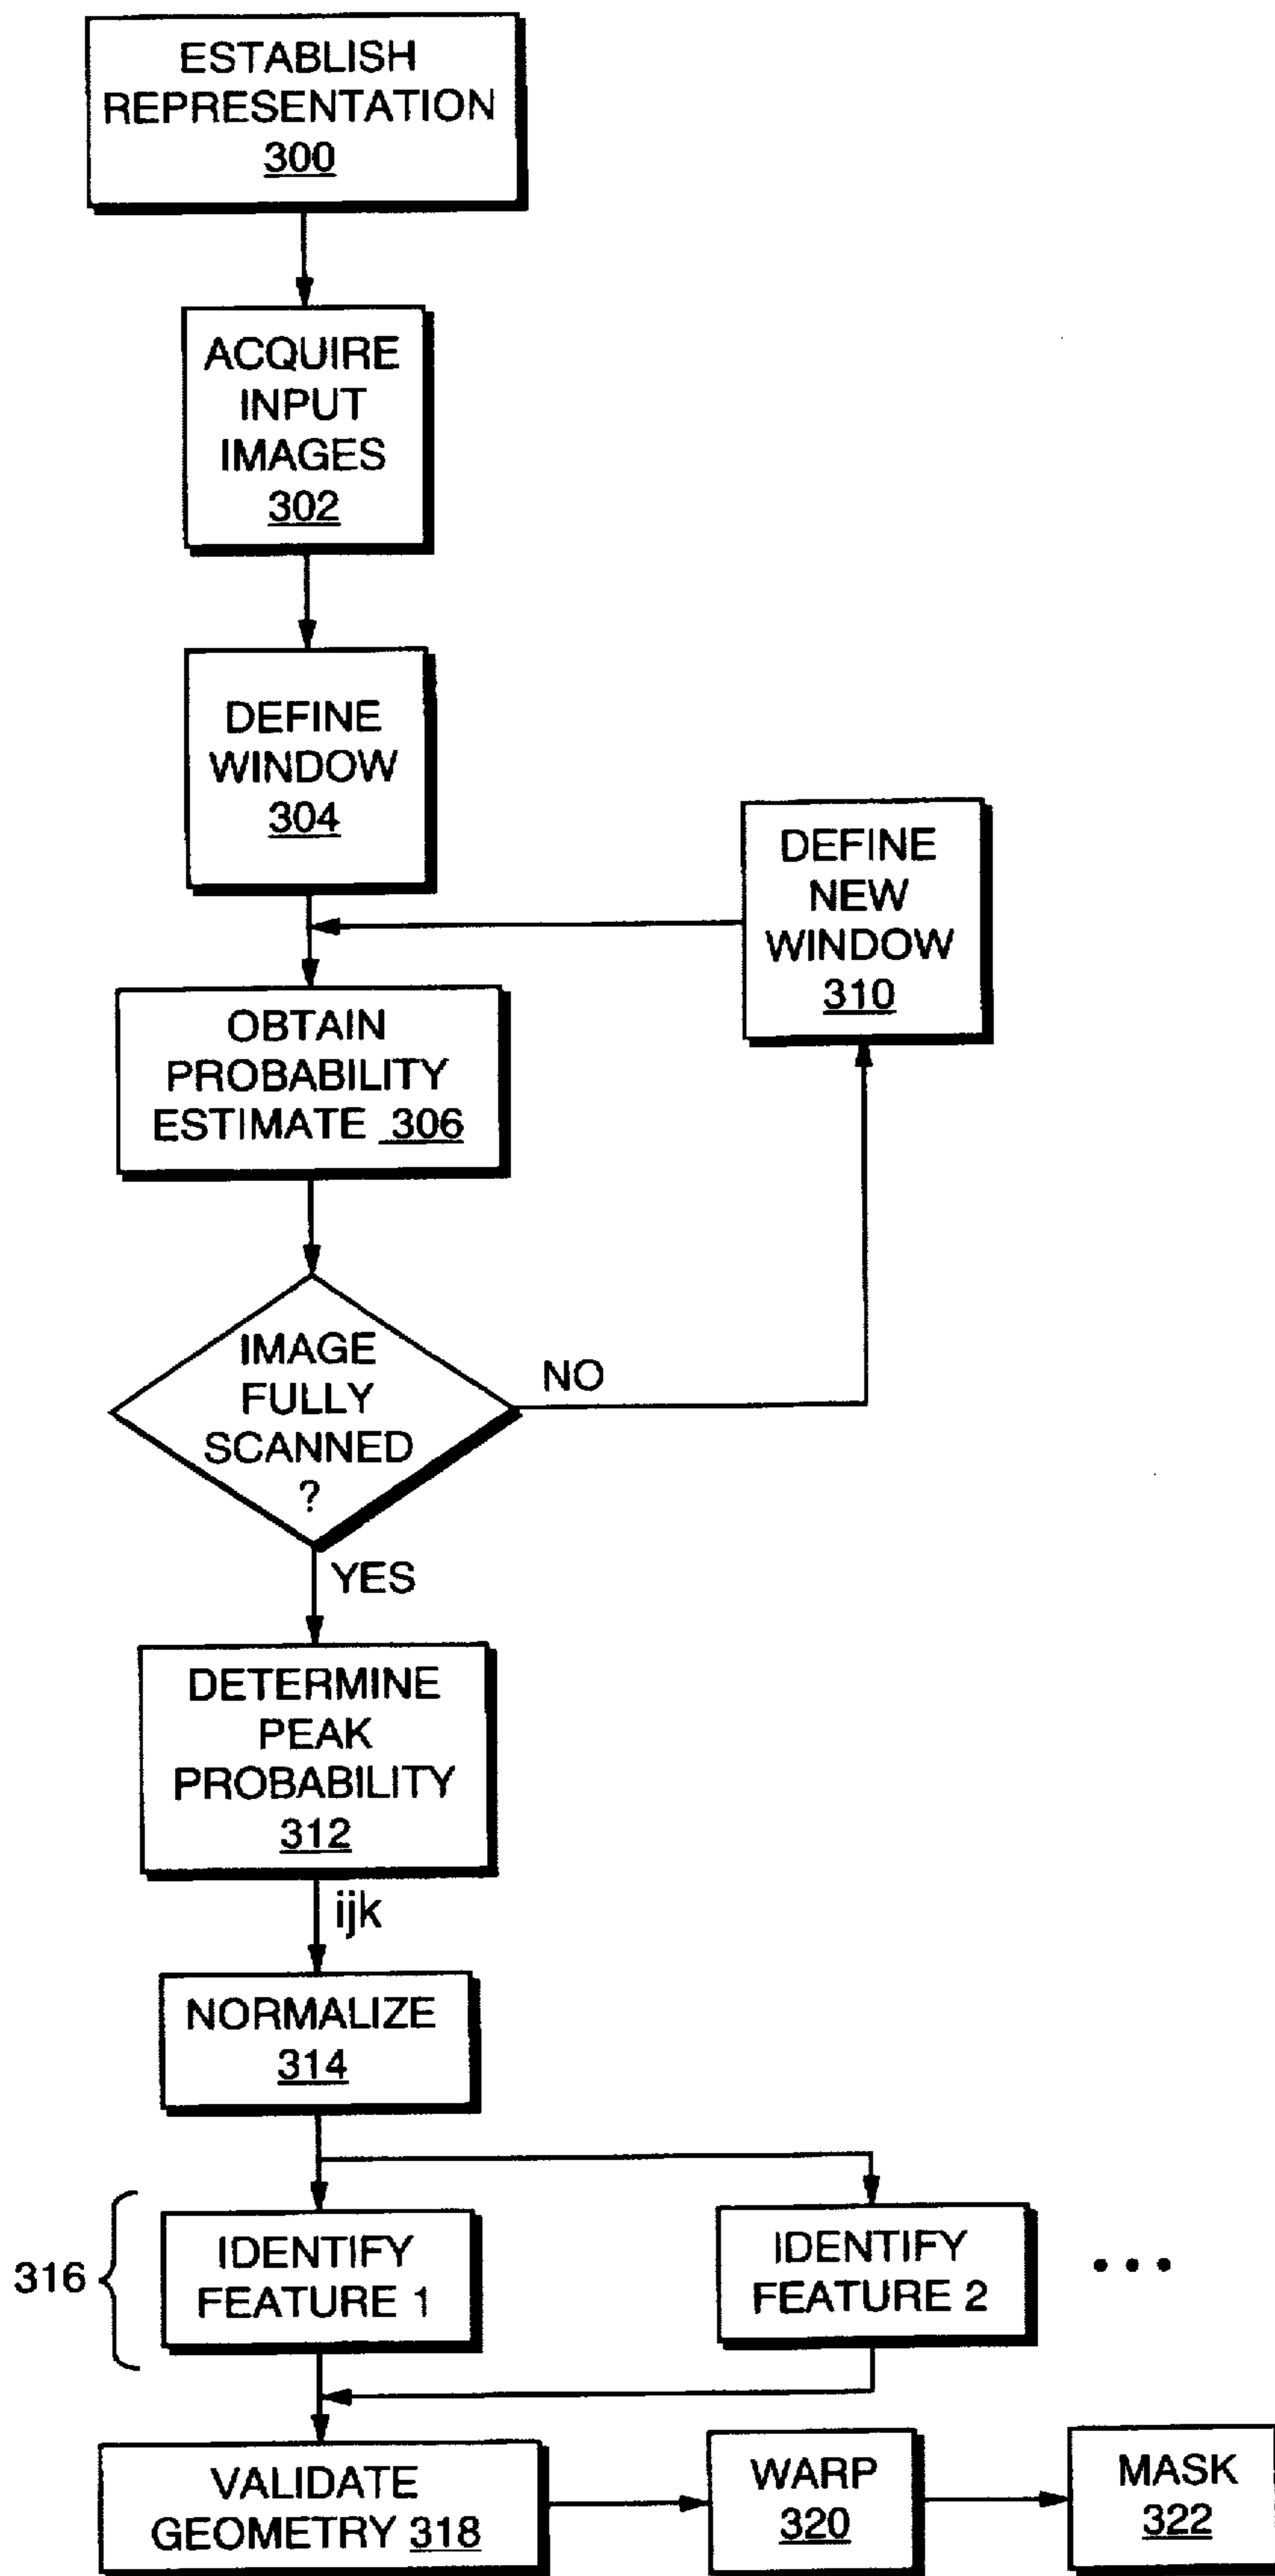 ESTABLISH
REPRESENTATION
300
ACQUIRE
INPUT
IMAGES
302
DEFINE
WINDOW
304
DEFINE
NEW
WINDOW
310
OBTAIN
PROBABILITY
ESTIMATE 306
IMAGE
FULLY
SCANNED
?
NO
YES
DETERMINE
PEAK
PROBABILITY
312
ijk
NORMALIZE
314
316
IDENTIFY
FEATURE 1
IDENTIFY
FEATURE 2
• • •
VALIDATE
GEOMETRY 318
WARP
320
MASK
322